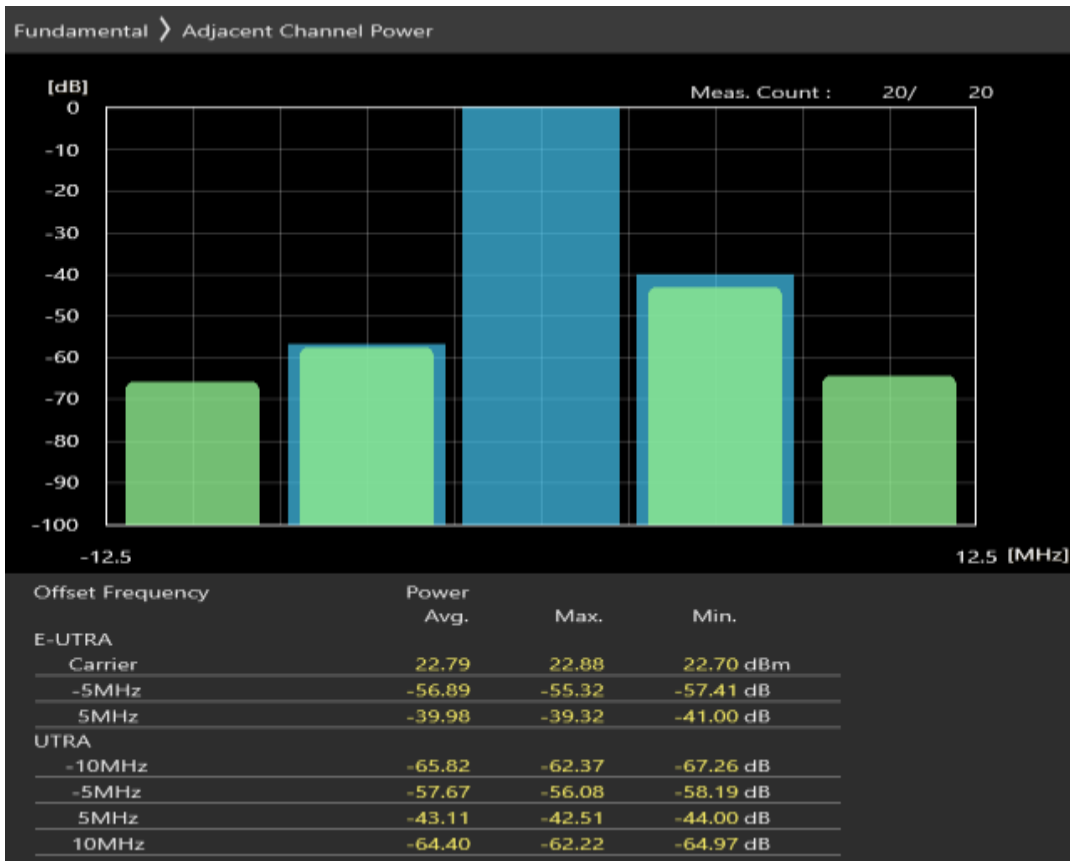 Fundamental ❭ Adjacent Channel Power
[dB]
Meas. Count : 20/ 20
0
-10
-20
-30
-40
-50
-60
-70
-80
-90
-100
-12.5 12.5 [MHz]
Offset Frequency Power
Avg. Max. Min.
E-UTRA
Carrier 22.79 22.88 22.70 dBm
-5MHz -56.89 -55.32 -57.41 dB
5MHz -39.98 -39.32 -41.00 dB
UTRA
-10MHz -65.82 -62.37 -67.26 dB
-5MHz -57.67 -56.08 -58.19 dB
5MHz -43.11 -42.51 -44.00 dB
10MHz -64.40 -62.22 -64.97 dB